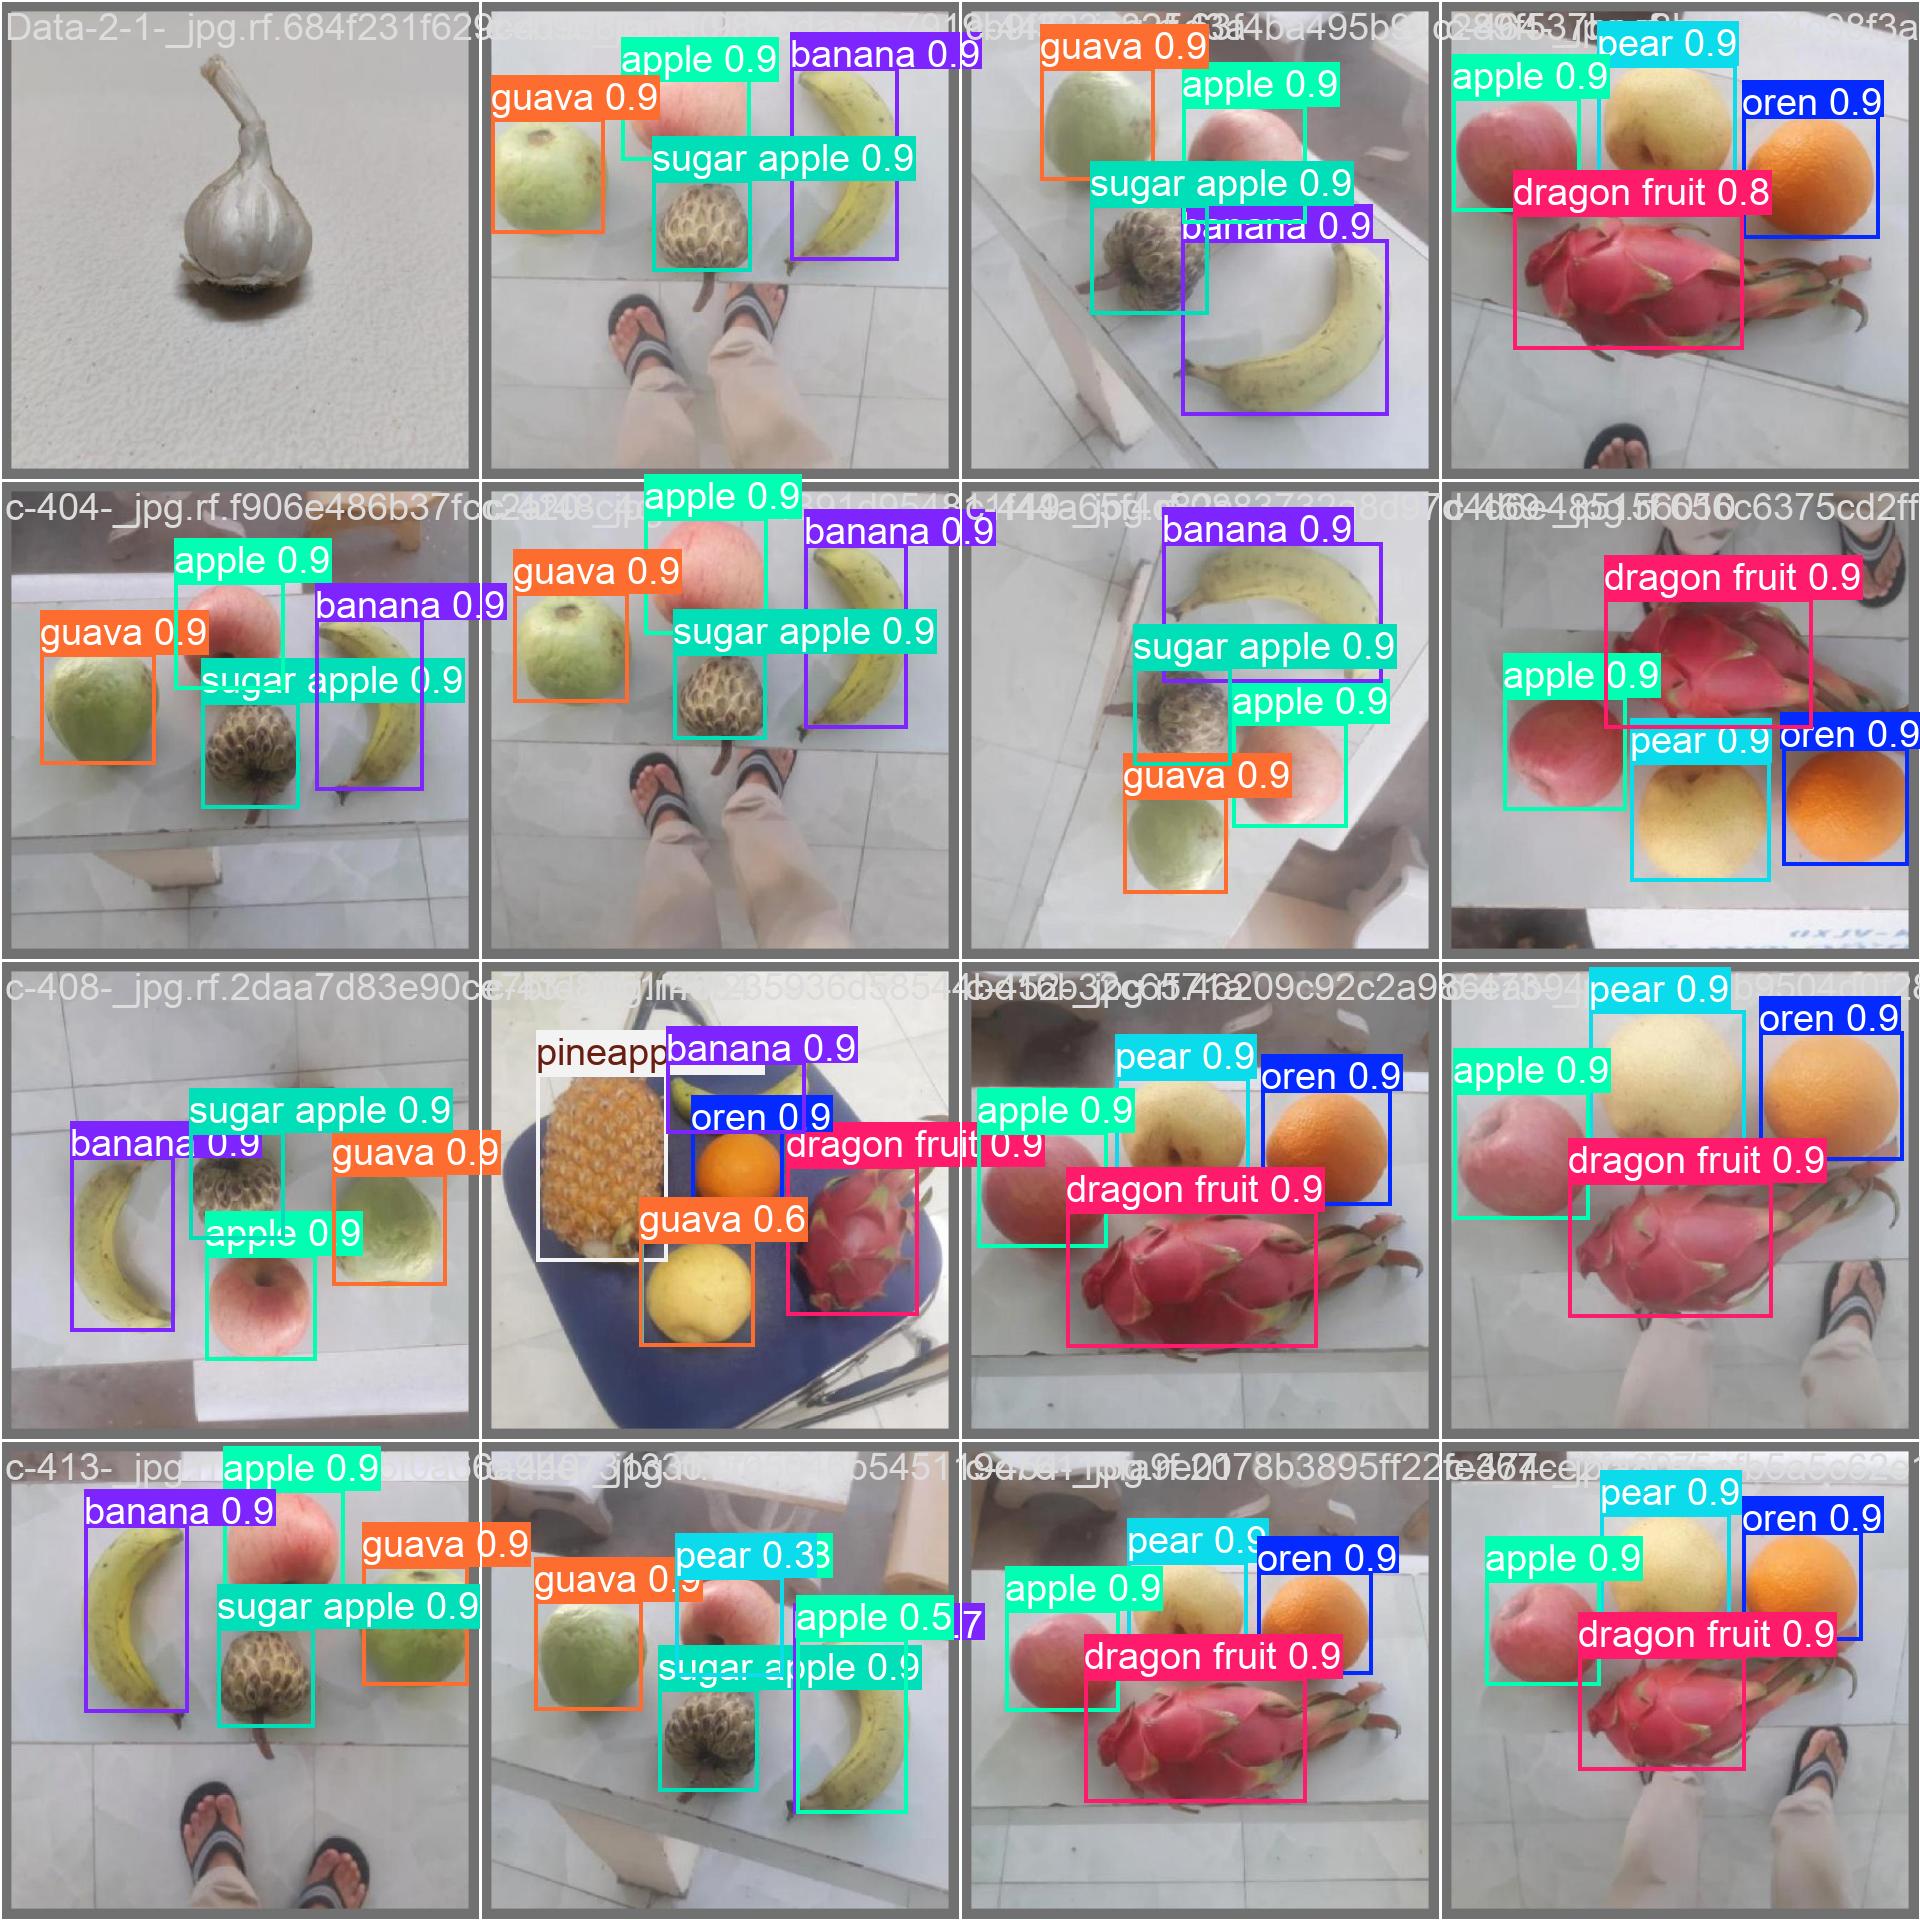 Data-2-1-_jpg.rf.684f231f629
guava 0.9
apple 0.9
sugar apple 0.9
banana 0.9
guava 0.9
apple 0.9
sugar apple 0.9
banana 0.9
apple 0.9
pear 0.9
oren 0.9
dragon fruit 0.8
c-404-_jpg.rf.f906e486b37fcc
apple 0.9
guava 0.9
banana 0.9
sugar apple 0.9
apple 0.9
banana 0.9
guava 0.9
sugar apple 0.9
banana 0.9
sugar apple 0.9
apple 0.9
guava 0.9
dragon fruit 0.9
apple 0.9
pear 0.9
oren 0.9
c-408-_jpg.rf.2daa7d83e90ce
sugar apple 0.9
banana 0.9
guava 0.9
apple 0.9
banana 0.9
oren 0.9
dragon fruit 0.9
guava 0.6
pear 0.9
oren 0.9
apple 0.9
dragon fruit 0.9
pear 0.9
oren 0.9
apple 0.9
dragon fruit 0.9
c-413-_jpg
apple 0.9
banana 0.9
guava 0.9
sugar apple 0.9
pear 0.3
guava 0.9
apple 0.5
sugar apple 0.9
pear 0.9
oren 0.9
apple 0.9
dragon fruit 0.9
pear 0.9
oren 0.9
apple 0.9
dragon fruit 0.9